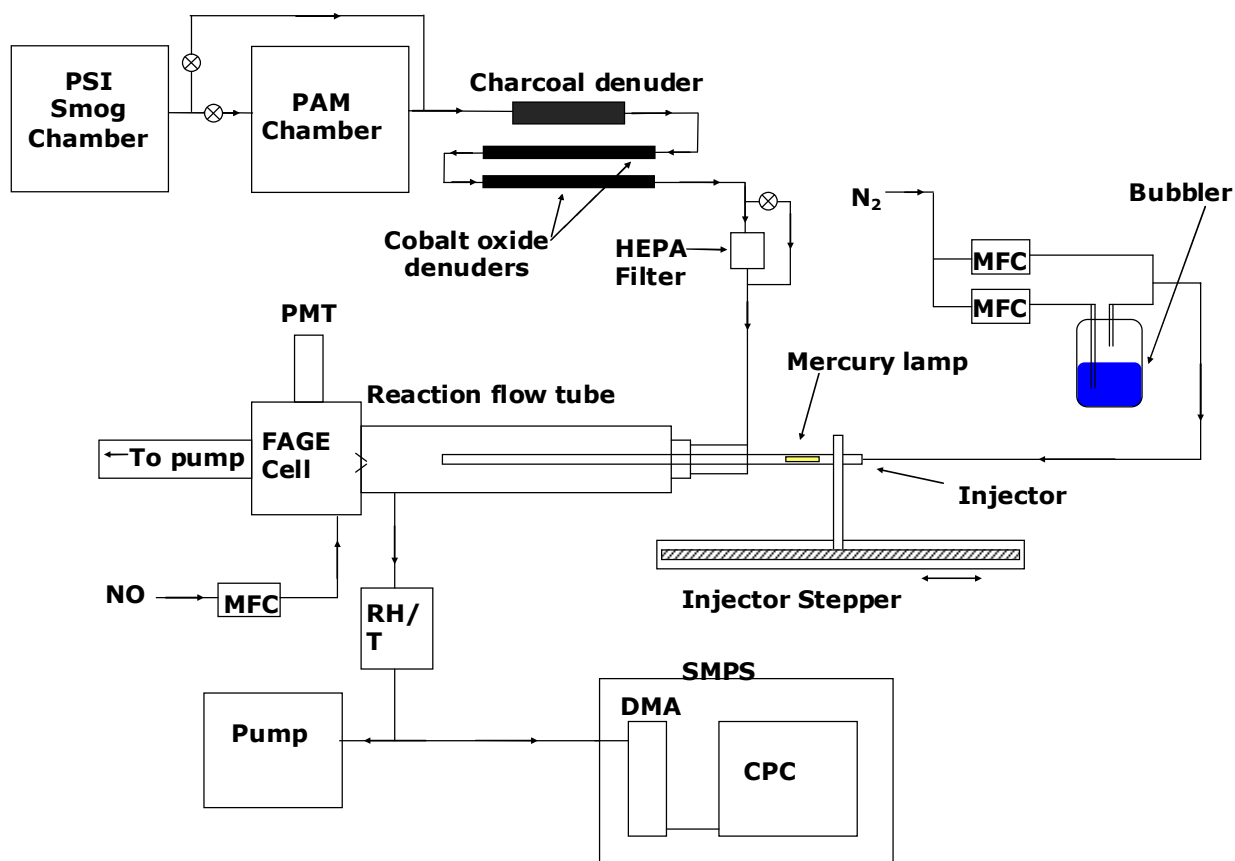 PSI
Smog
Chamber
PAM
Chamber
Charcoal denuder
Cobalt oxide
denuders
HEPA
Filter
N₂
MFC
MFC
Bubbler
PMT
Reaction flow tube
Mercury lamp
To pump
FAGE
Cell
Injector
NO
MFC
Injector Stepper
RH/
T
SMPS
Pump
DMA
CPC